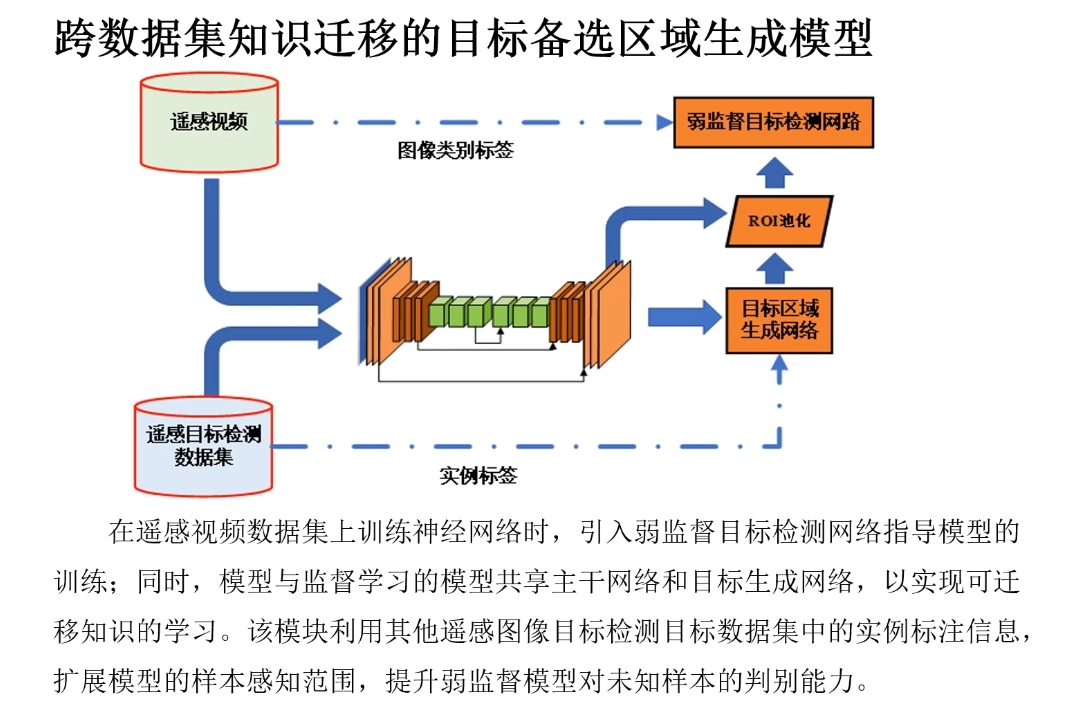 跨数据集知识迁移的目标备选区域生成模型
遥感视频
图像类别标签
弱监督目标检测网路
ROI池化
目标区域
生成网络
遥感目标检测
数据集
实例标签
在遥感视频数据集上训练神经网络时，引入弱监督目标检测网络指导模型的
训练；同时，模型与监督学习的模型共享主干网络和目标生成网络，以实现可迁
移知识的学习。该模块利用其他遥感图像目标检测目标数据集中的实例标注信息，
扩展模型的样本感知范围，提升弱监督模型对未知样本的判别能力。